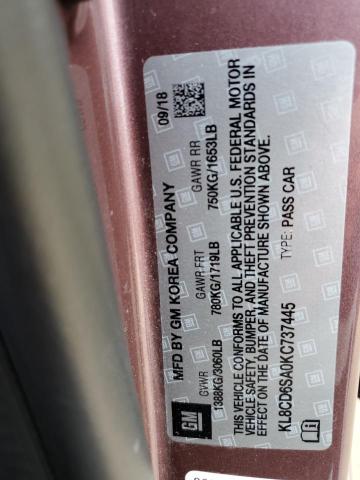 MFD BY GM KOREA COMPANY 09/18
GVWR GAWR FRT GAWR RR
1388KG/3060LB 780KG/1719LB 750KG/1653LB
THIS VEHICLE CONFORMS TO ALL APPLICABLE U.S. FEDERAL MOTOR
VEHICLE SAFETY, BUMPER, AND THEFT PREVENTION STANDARDS IN
EFFECT ON THE DATE OF MANUFACTURE SHOWN ABOVE.
KL8CD6SA0KC737445 TYPE: PASS CAR
GM